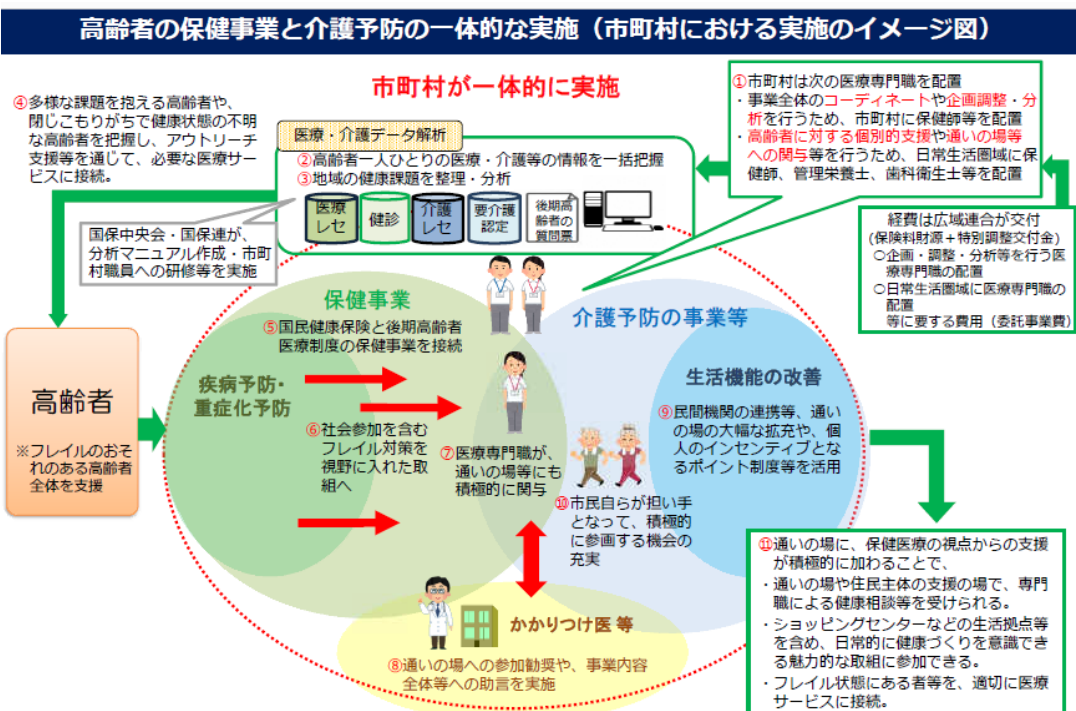 高齢者の保健事業と介護予防の一体的な実施（市町村における実施のイメージ図）
市町村が一体的に実施
④多様な課題を抱える高齢者や、
閉じこもりがちで健康状態の不明
な高齢者を把握し、アウトリーチ
支援等を通じて、必要な医療サー
ビスに接続。
医療・介護データ解析
②高齢者一人ひとりの医療・介護等の情報を一括把握
③地域の健康課題を整理・分析
医療
レセ
健診
介護
レセ
要介護
認定
後期高
齢者の
質問票
国保中央会・国保連が、
分析マニュアル作成・市町
村職員への研修等を実施
①市町村は次の医療専門職を配置
・事業全体のコーディネートや企画調整・分
析を行うため、市町村に保健師等を配置
・高齢者に対する個別的支援や通いの場等
への関与等を行うため、日常生活圏域に保
健師、管理栄養士、歯科衛生士等を配置
経費は広域連合が交付
(保険料財源＋特別調整交付金)
○企画・調整・分析等を行う医
療専門職の配置
○日常生活圏域に医療専門職の
配置
等に要する費用（委託事業費）
高齢者
※フレイルのおそ
れのある高齢者
全体を支援
保健事業
⑤国民健康保険と後期高齢者
医療制度の保健事業を接続
疾病予防・
重症化予防
⑥社会参加を含む
フレイル対策を
視野に入れた取
組へ
⑦医療専門職が、
通いの場等にも
積極的に関与
介護予防の事業等
生活機能の改善
⑨民間機関の連携等、通い
の場の大幅な拡充や、個
人のインセンティブとな
るポイント制度等を活用
⑩市民自らが担い手
となって、積極的
に参画する機会の
充実
かかりつけ医 等
⑧通いの場への参加勧奨や、事業内容
全体等への助言を実施
⑪通いの場に、保健医療の視点からの支援
が積極的に加わることで、
・通いの場や住民主体の支援の場で、専門
職による健康相談等を受けられる。
・ショッピングセンターなどの生活拠点等
を含め、日常的に健康づくりを意識でき
る魅力的な取組に参加できる。
・フレイル状態にある者等を、適切に医療
サービスに接続。